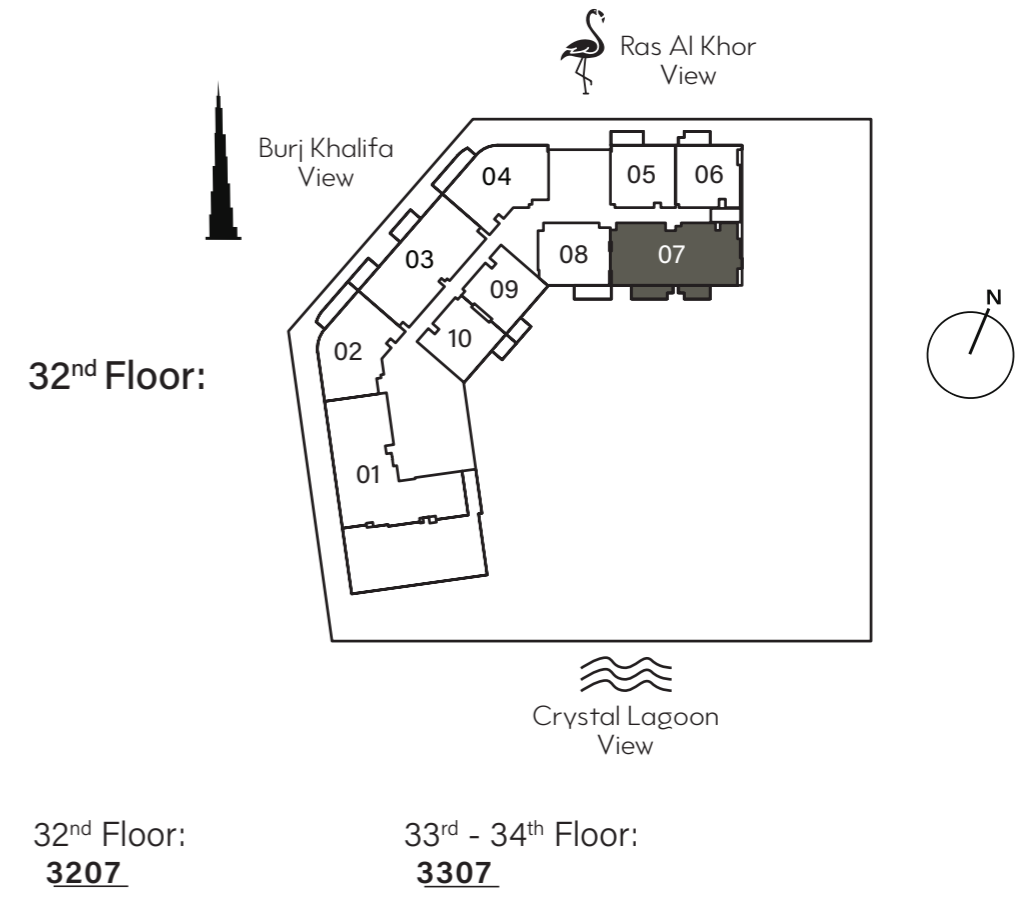 Ras Al Khor
View
Burj Khalifa
View
04
05
06
03
08
07
09
N
10
02
32nd Floor:
01
Crystal Lagoon
View
32nd Floor:
3207
33rd - 34th Floor:
3307